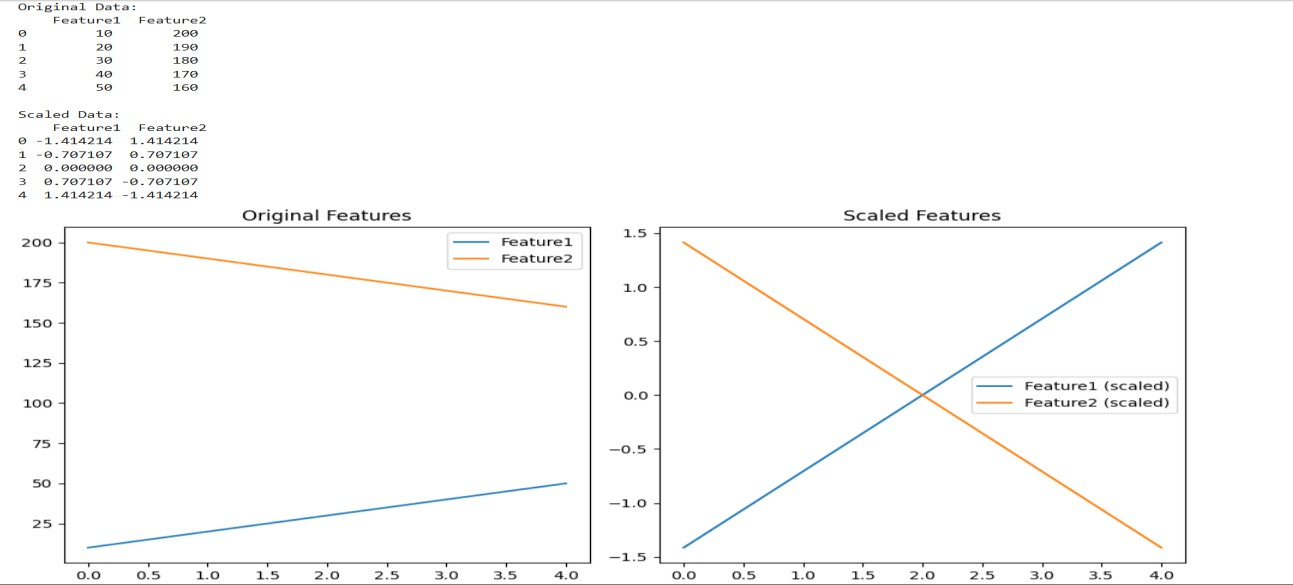 Original Data:
Feature1 Feature2
0 10 200
1 20 190
2 30 180
3 40 170
4 50 160
Scaled Data:
Feature1 Feature2
0 -1.414214 1.414214
1 -0.707107 0.707107
2 0.000000 0.000000
3 0.707107 -0.707107
4 1.414214 -1.414214
Original Features
200
175
150
125
100
75
50
25
0.0 0.5 1.0 1.5 2.0 2.5 3.0 3.5 4.0
Feature1
Feature2
Scaled Features
1.5
1.0
0.5
0.0
−0.5
−1.0
−1.5
0.0 0.5 1.0 1.5 2.0 2.5 3.0 3.5 4.0
Feature1 (scaled)
Feature2 (scaled)